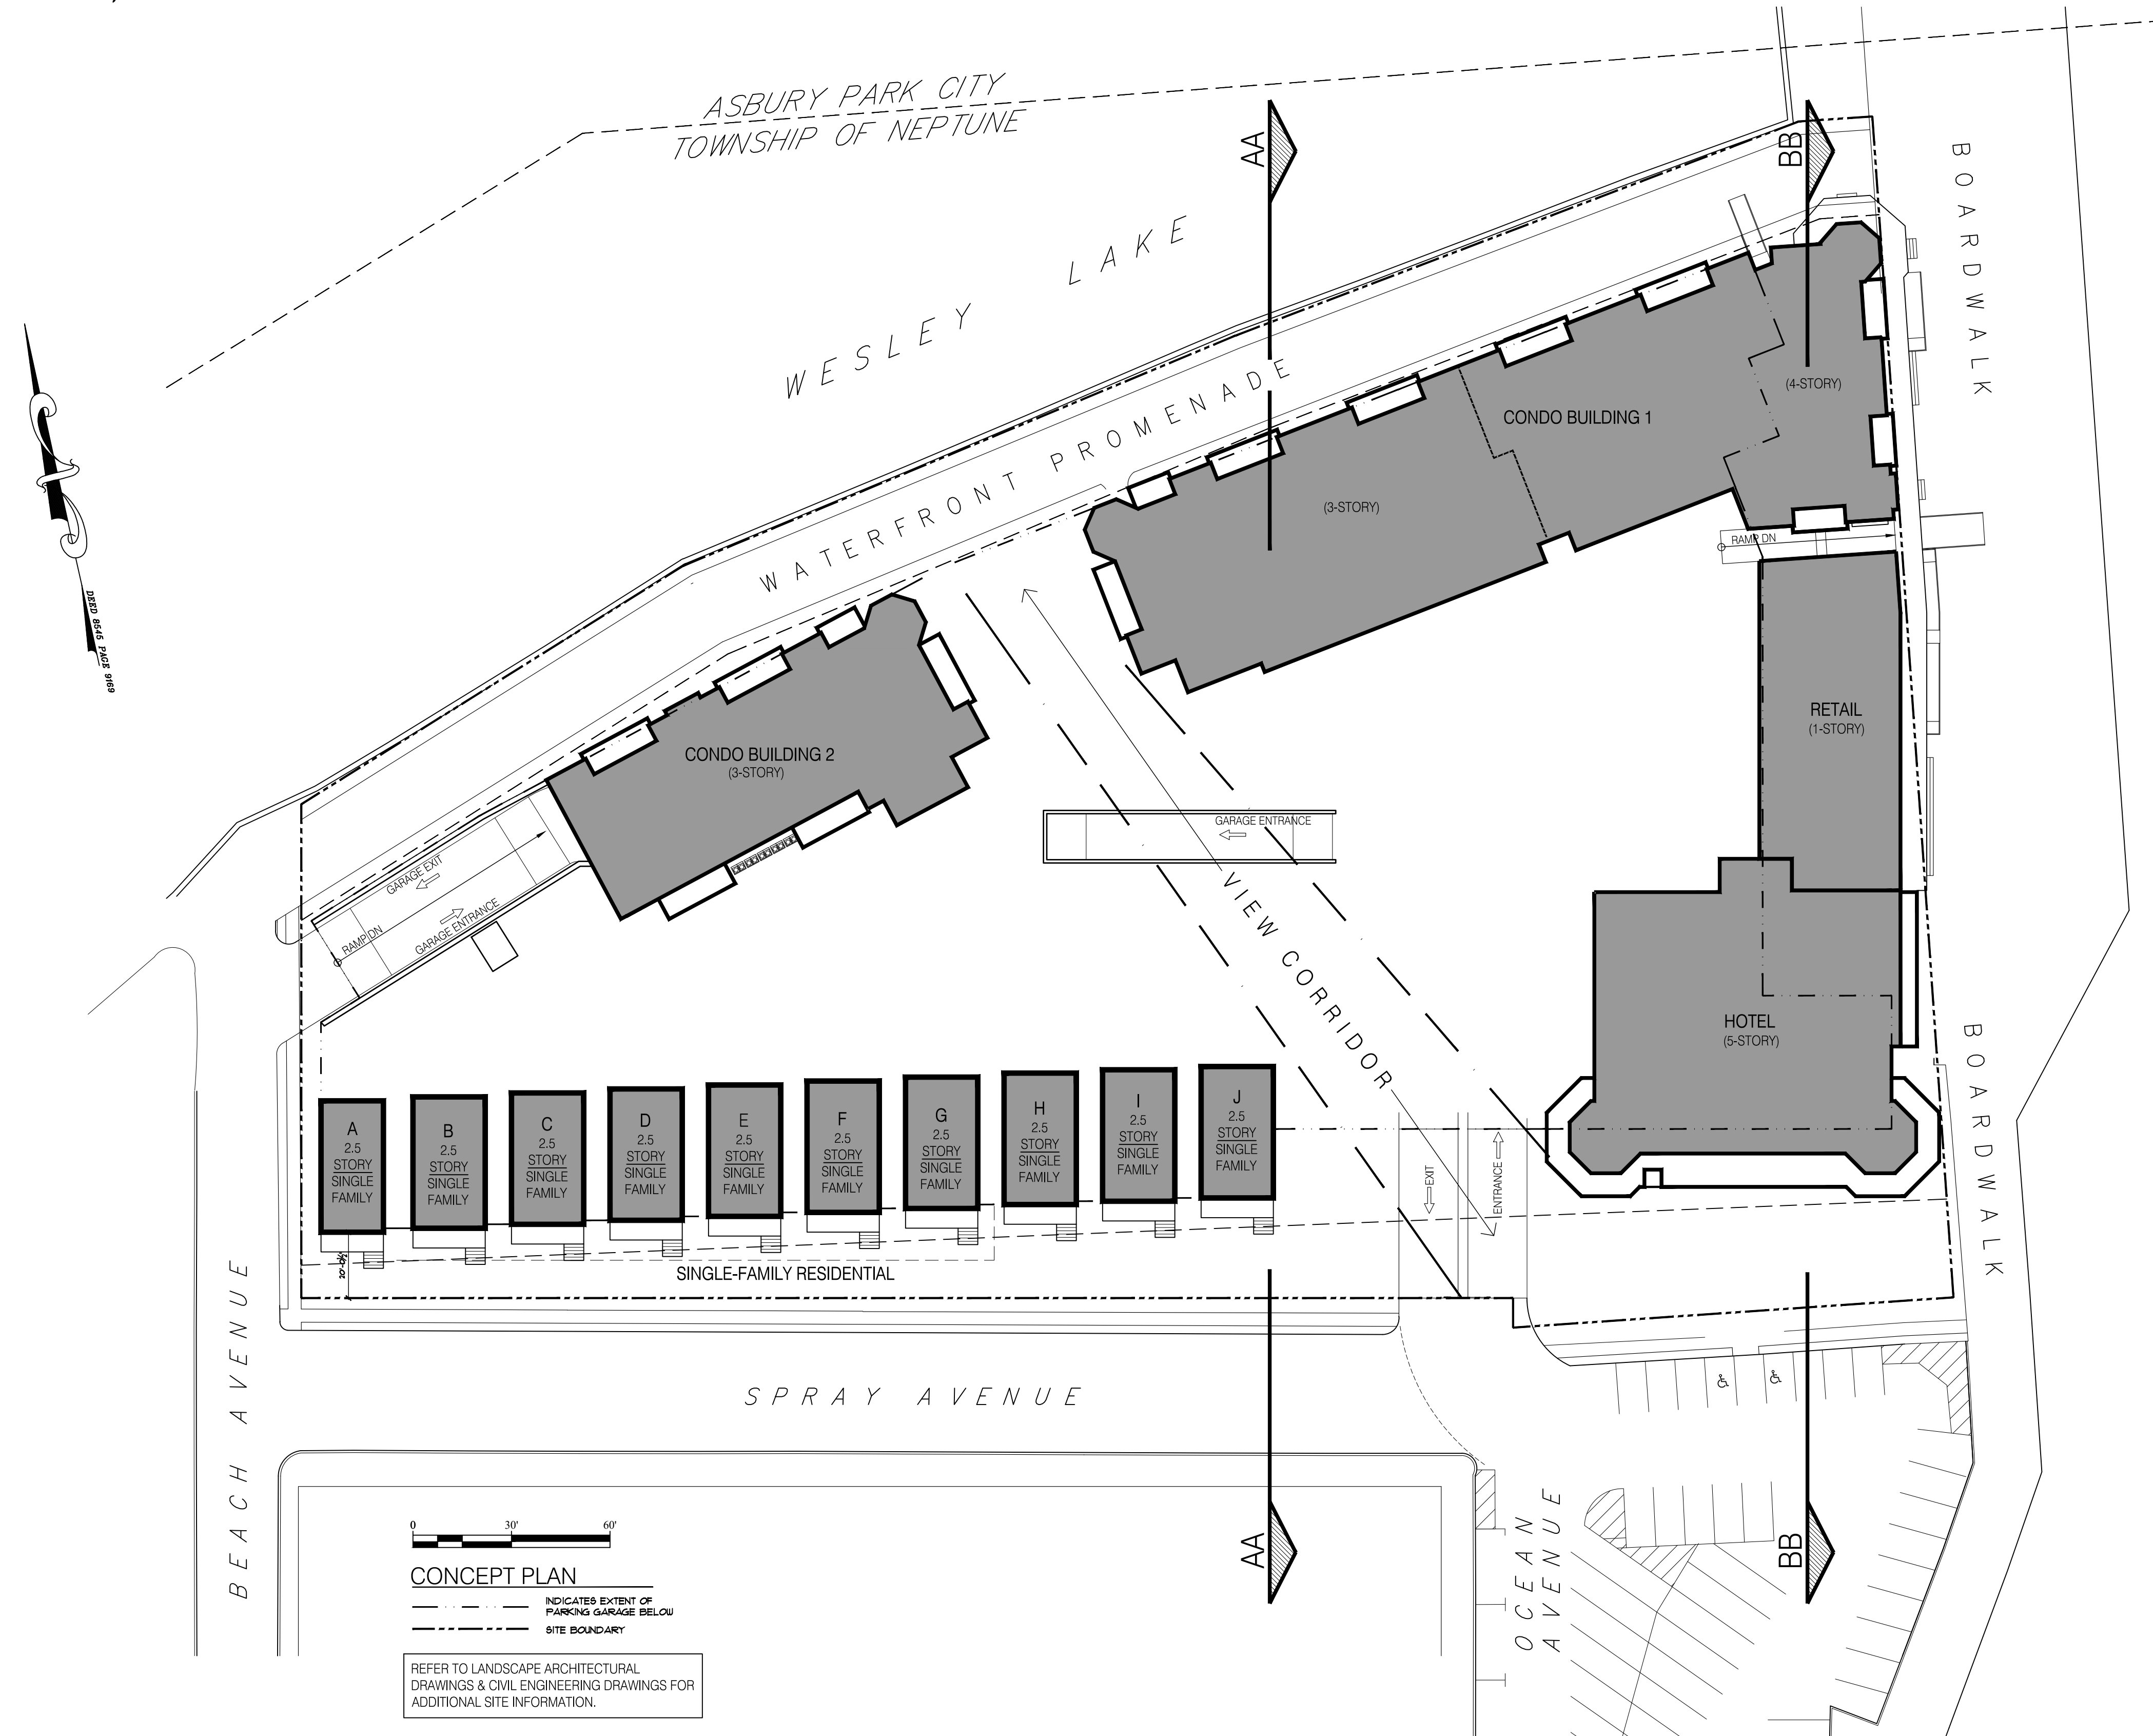 ASBURY PARK CITY
TOWNSHIP OF NEPTUNE
AA
BB
BOARDWALK
WESLEY LAKE
WATERFRONT PROMENADE
DEED 8545 PAGE 9169
(4-STORY)
CONDO BUILDING 1
(3-STORY)
RAMP DN
RETAIL
(1-STORY)
CONDO BUILDING 2
(3-STORY)
GARAGE ENTRANCE
GARAGE EXIT
RAMP DN
GARAGE ENTRANCE
VIEW CORRIDOR
HOTEL
(5-STORY)
BOARDWALK
A
2.5
STORY
SINGLE
FAMILY
B
2.5
STORY
SINGLE
FAMILY
C
2.5
STORY
SINGLE
FAMILY
D
2.5
STORY
SINGLE
FAMILY
E
2.5
STORY
SINGLE
FAMILY
F
2.5
STORY
SINGLE
FAMILY
G
2.5
STORY
SINGLE
FAMILY
H
2.5
STORY
SINGLE
FAMILY
I
2.5
STORY
SINGLE
FAMILY
J
2.5
STORY
SINGLE
FAMILY
EXIT
ENTRANCE
SINGLE-FAMILY RESIDENTIAL
BEACH AVENUE
SPRAY AVENUE
OCEAN
AVENUE
AA
BB
0 30' 60'
CONCEPT PLAN
INDICATES EXTENT OF
PARKING GARAGE BELOW
SITE BOUNDARY
REFER TO LANDSCAPE ARCHITECTURAL
DRAWINGS & CIVIL ENGINEERING DRAWINGS FOR
ADDITIONAL SITE INFORMATION.